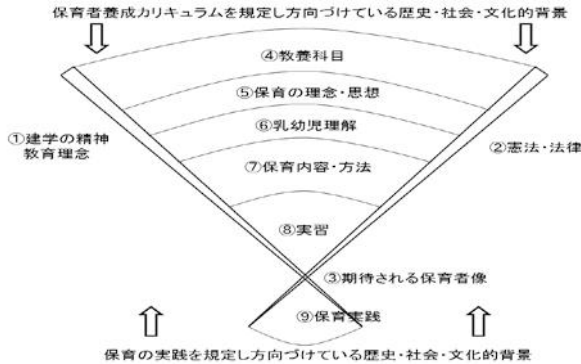 保育者養成カリキュラムを規定し方向づけている歴史・社会・文化的背景
④教養科目
⑤保育の理念・思想
⑥乳幼児理解
①建学の精神
教育理念
②憲法・法律
⑦保育内容・方法
⑧実習
③期待される保育者像
⑨保育実践
保育の実践を規定し方向づけている歴史・社会・文化的背景